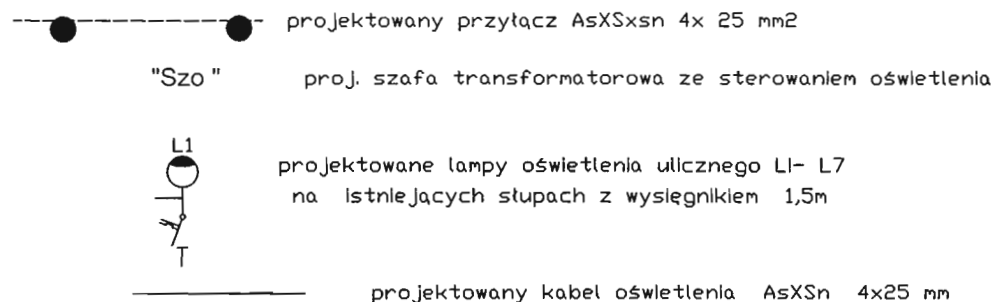 projektowany przyłącz AsXSxsn 4x 25 mm2
"Szo " proj. szafa transformatorowa ze sterowaniem oświetlenia
L1
projektowane lampy oświetlenia ulicznego LI- L7
na istniejących słupach z wysięgnikiem 1,5m
projektowany kabel oświetlenia AsXSn 4x25 mm